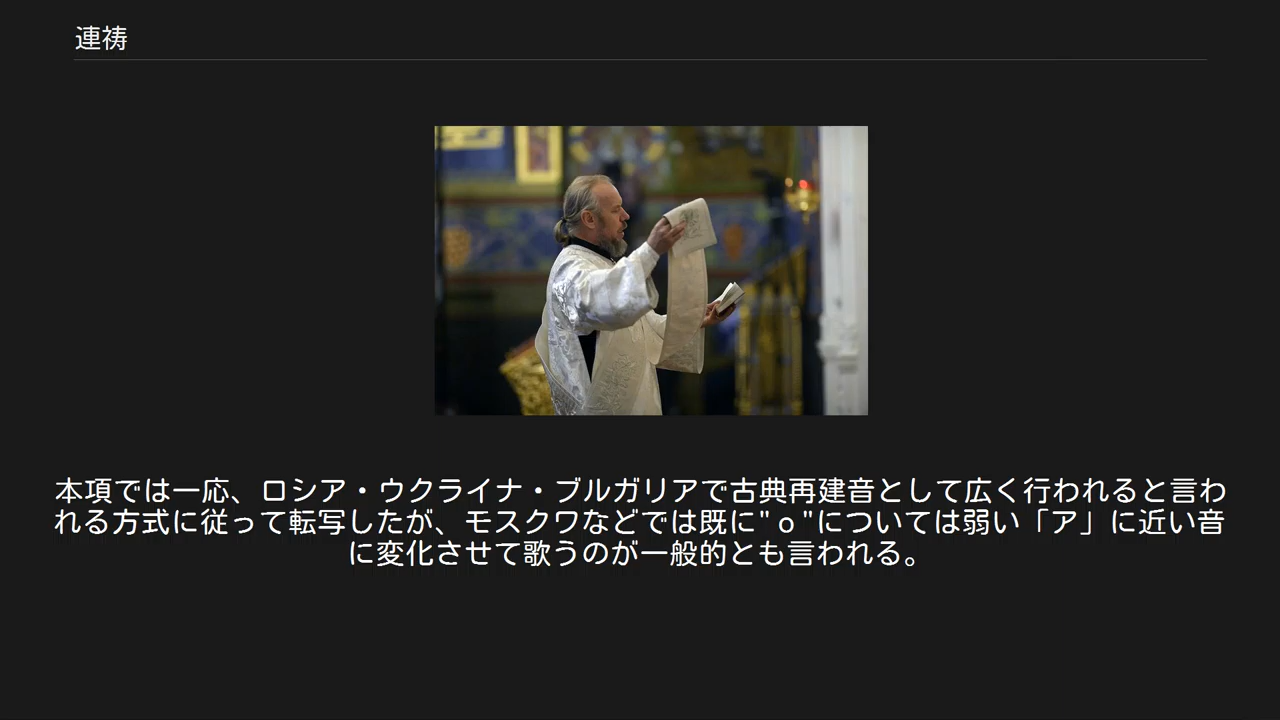 連祷
本項では一応、ロシア・ウクライナ・ブルガリアで古典再建音として広く行われると言わ
れる方式に従って転写したが、モスクワなどでは既に"ｏ"については弱い「ア」に近い音
に変化させて歌うのが一般的とも言われる。